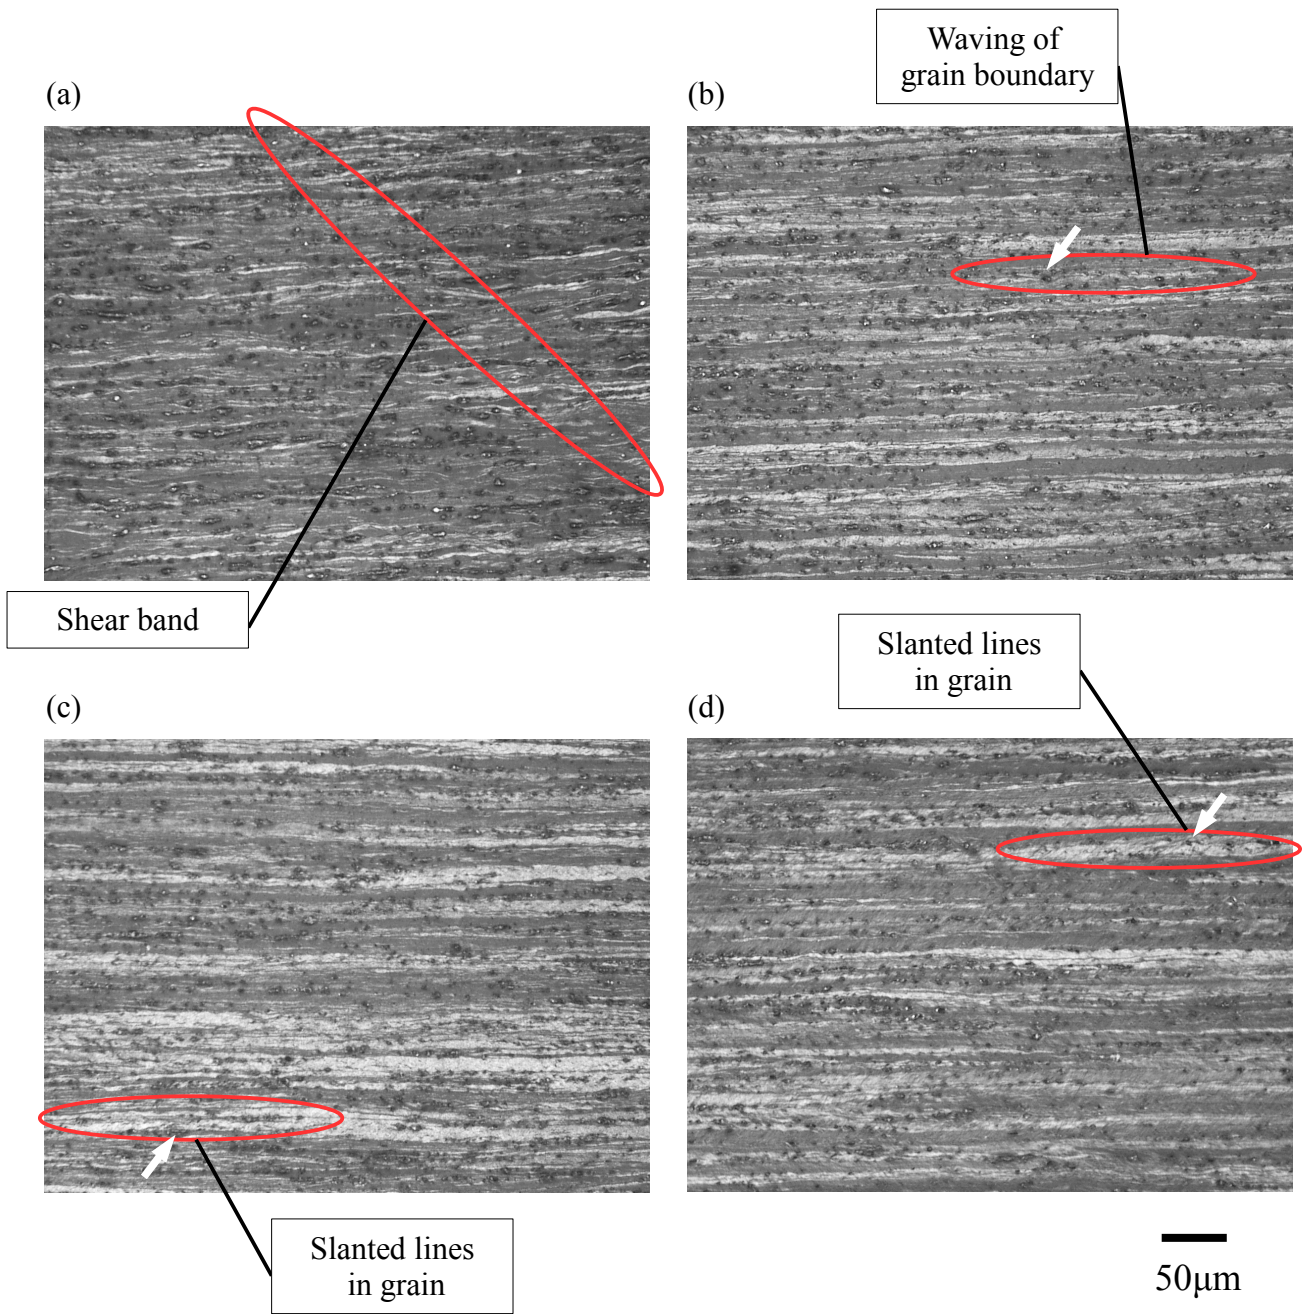 Waving of
grain boundary
(a)
(b)
Shear band
Slanted lines
in grain
(c)
(d)
Slanted lines
in grain
50μm